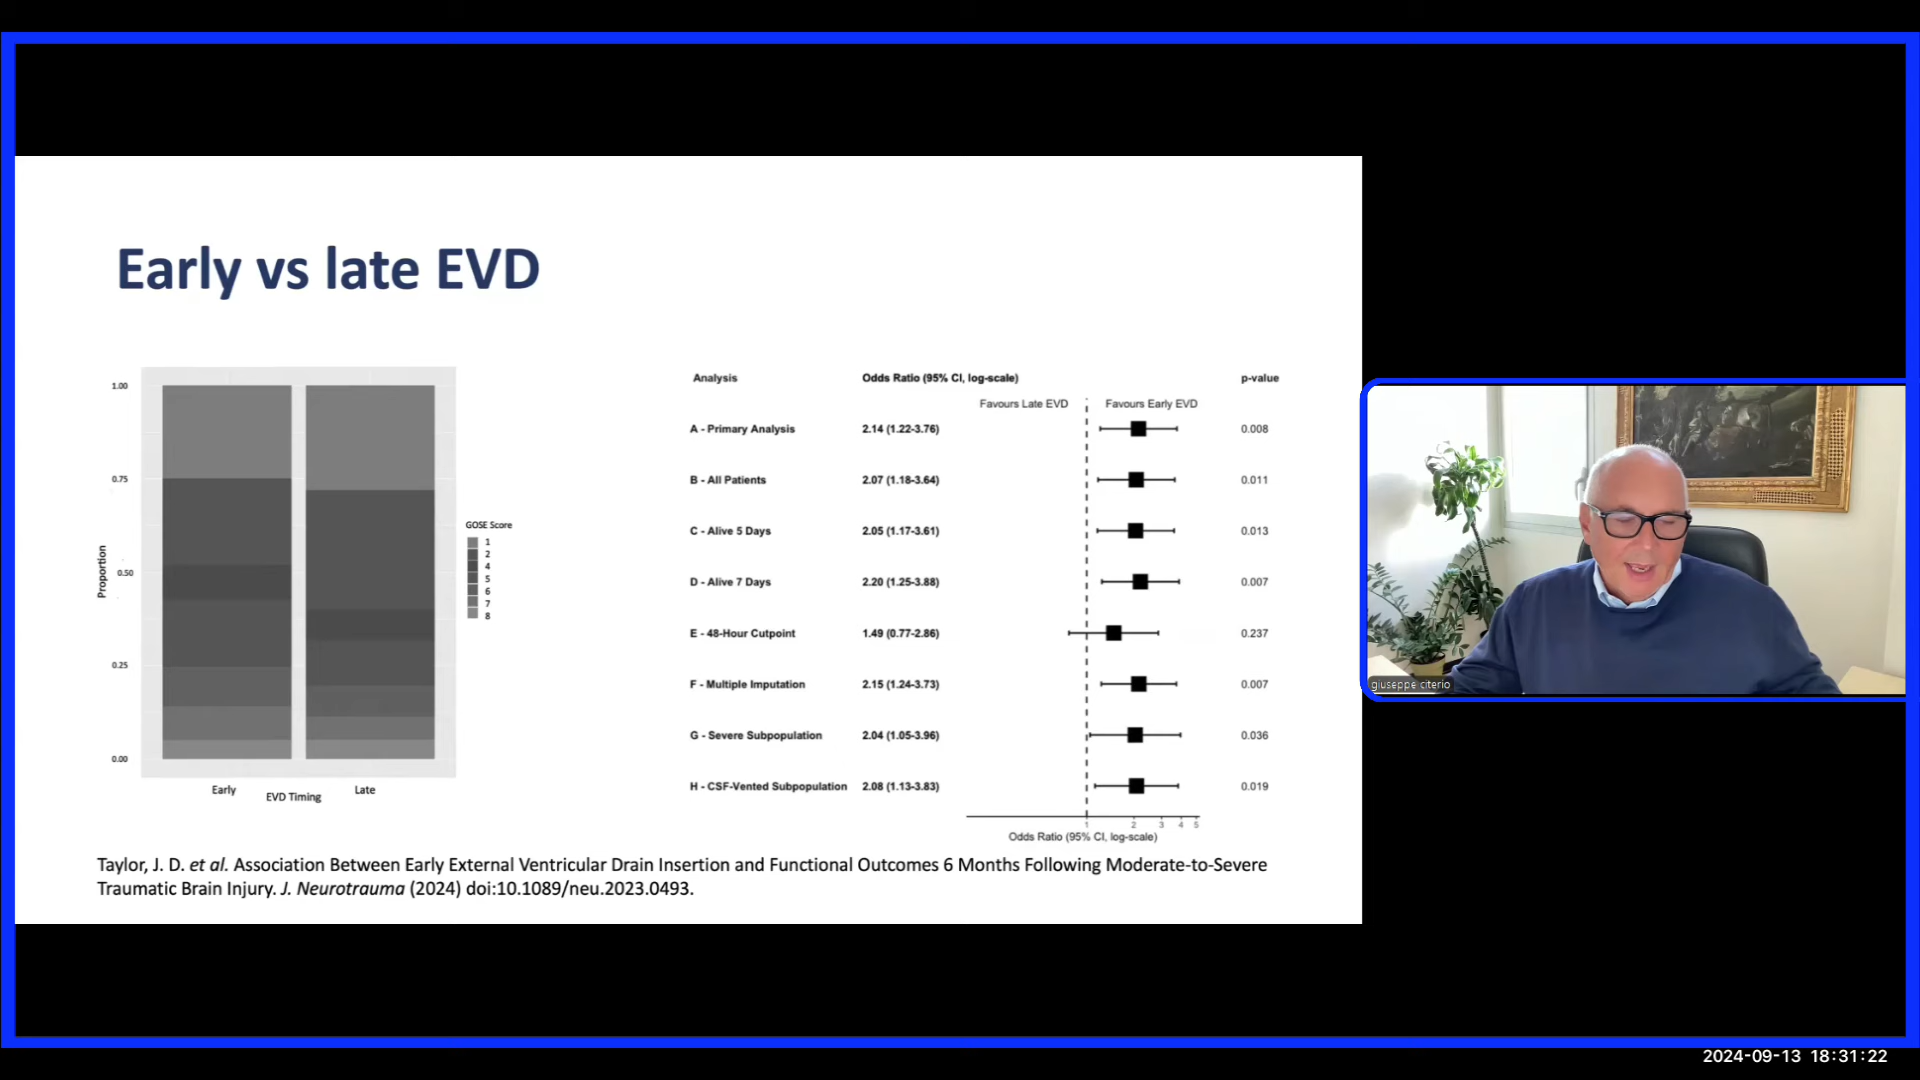 Early vs late EVD
1.00
0.75
0.50
0.25
0.00
Proportion
Early
Late
EVD Timing
GOSE Score
1
2
4
5
6
7
8
Analysis Odds Ratio (95% CI, log-scale) p-value
Favours Late EVD Favours Early EVD
A - Primary Analysis 2.14 (1.22-3.76) 0.008
B - All Patients 2.07 (1.18-3.64) 0.011
C - Alive 5 Days 2.05 (1.17-3.61) 0.013
D - Alive 7 Days 2.20 (1.25-3.88) 0.007
E - 48-Hour Cutpoint 1.49 (0.77-2.86) 0.237
F - Multiple Imputation 2.15 (1.24-3.73) 0.007
G - Severe Subpopulation 2.04 (1.05-3.96) 0.036
H - CSF-Vented Subpopulation 2.08 (1.13-3.83) 0.019
1 2 3 4 5
Odds Ratio (95% CI, log-scale)
Taylor, J. D. et al. Association Between Early External Ventricular Drain Insertion and Functional Outcomes 6 Months Following Moderate-to-Severe
Traumatic Brain Injury. J. Neurotrauma (2024) doi:10.1089/neu.2023.0493.
giuseppe citerio
2024-09-13 18:31:22